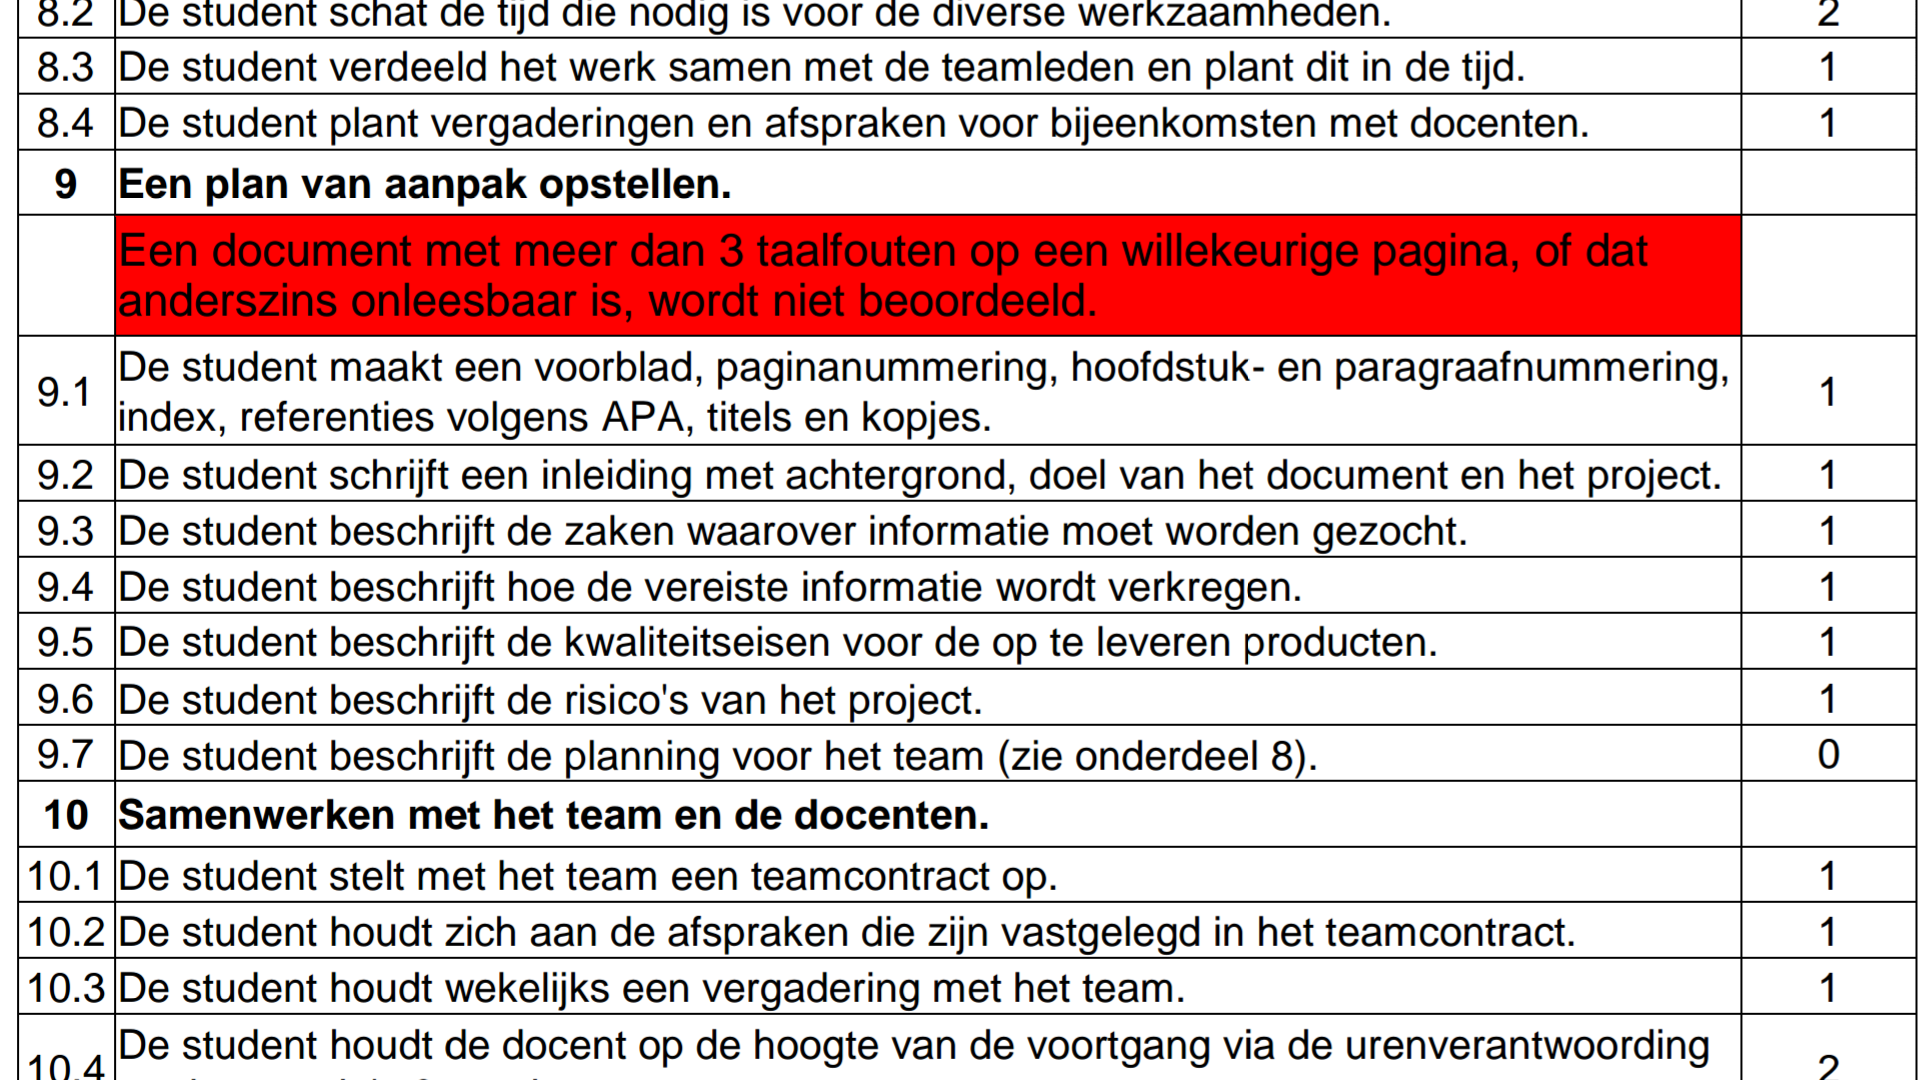 8.2 De student schat de tijd die nodig is voor de diverse werkzaamheden. 2
8.3 De student verdeeld het werk samen met de teamleden en plant dit in de tijd. 1
8.4 De student plant vergaderingen en afspraken voor bijeenkomsten met docenten. 1
9 Een plan van aanpak opstellen.
Een document met meer dan 3 taalfouten op een willekeurige pagina, of dat
anderszins onleesbaar is, wordt niet beoordeeld.
9.1 De student maakt een voorblad, paginanummering, hoofdstuk- en paragraafnummering, 1
index, referenties volgens APA, titels en kopjes.
9.2 De student schrijft een inleiding met achtergrond, doel van het document en het project. 1
9.3 De student beschrijft de zaken waarover informatie moet worden gezocht. 1
9.4 De student beschrijft hoe de vereiste informatie wordt verkregen. 1
9.5 De student beschrijft de kwaliteitseisen voor de op te leveren producten. 1
9.6 De student beschrijft de risico's van het project. 1
9.7 De student beschrijft de planning voor het team (zie onderdeel 8). 0
10 Samenwerken met het team en de docenten.
10.1 De student stelt met het team een teamcontract op. 1
10.2 De student houdt zich aan de afspraken die zijn vastgelegd in het teamcontract. 1
10.3 De student houdt wekelijks een vergadering met het team. 1
10.4 De student houdt de docent op de hoogte van de voortgang via de urenverantwoording 2